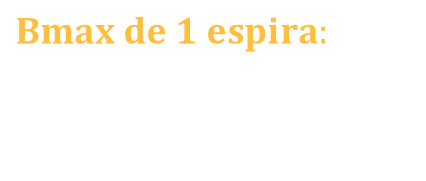 Bmax de 1 espira: